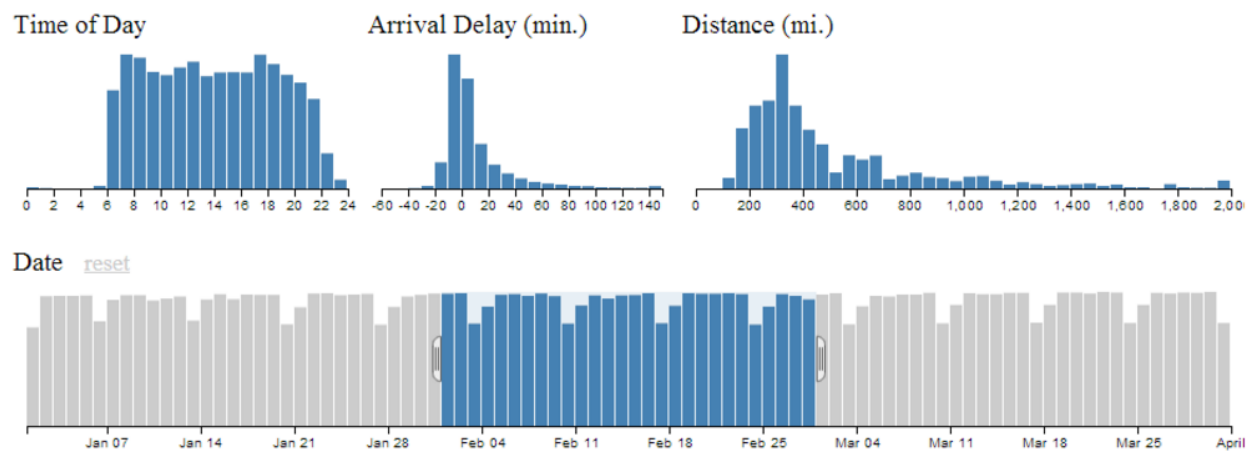 Time of Day Arrival Delay (min.) Distance (mi.)
0 2 4 6 8 10 12 14 16 18 20 22 24 -60 -40 -20 0 20 40 60 80 100 120 140 0 200 400 600 800 1,000 1,200 1,400 1,600 1,800 2,00
Date reset
Jan 07 Jan 14 Jan 21 Jan 28 Feb 04 Feb 11 Feb 18 Feb 25 Mar 04 Mar 11 Mar 18 Mar 25 April